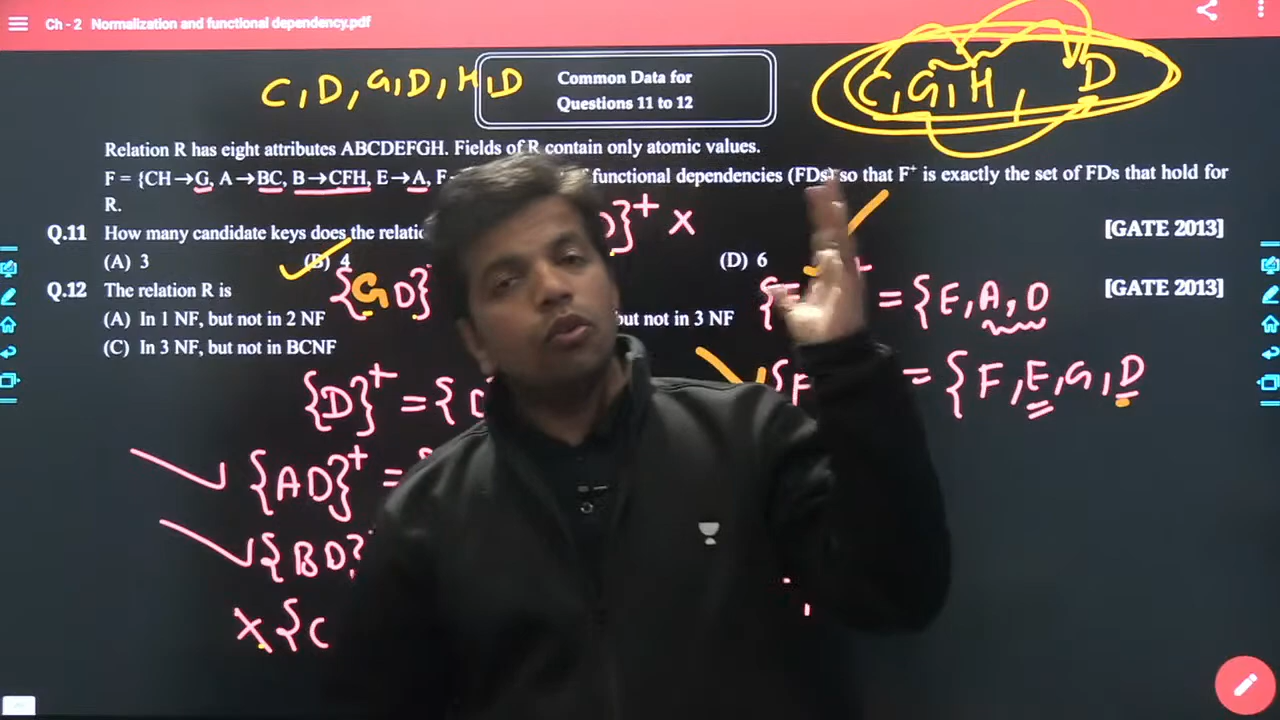 Ch - 2 Normalization and functional dependency.pdf
C,D,G,D,H,D
Common Data for
Questions 11 to 12
C,G,H, D
Relation R has eight attributes ABCDEFGH. Fields of R contain only atomic values.
F = {CH→G, A→BC, B→CFH, E→A, F functional dependencies (FDs) so that F⁺ is exactly the set of FDs that hold for
R.
}⁺ X
Q.11 How many candidate keys does the [GATE 2013]
(A) 3 (B) 4 (D) 6
Q.12 The relation R is [GATE 2013]
{GD} = {E,A,D
(A) In 1 NF, but not in 2 NF but not in 3 NF
(C) In 3 NF, but not in BCNF
{D}⁺ = {D = {F,E,G,D
{AD}⁺ =
{BD}
X {C